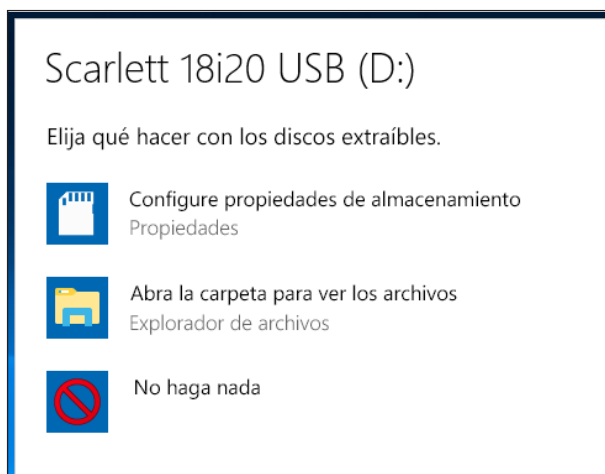 Scarlett 18i20 USB (D:)
Elija qué hacer con los discos extraíbles.
Configure propiedades de almacenamiento
Propiedades
Abra la carpeta para ver los archivos
Explorador de archivos
No haga nada